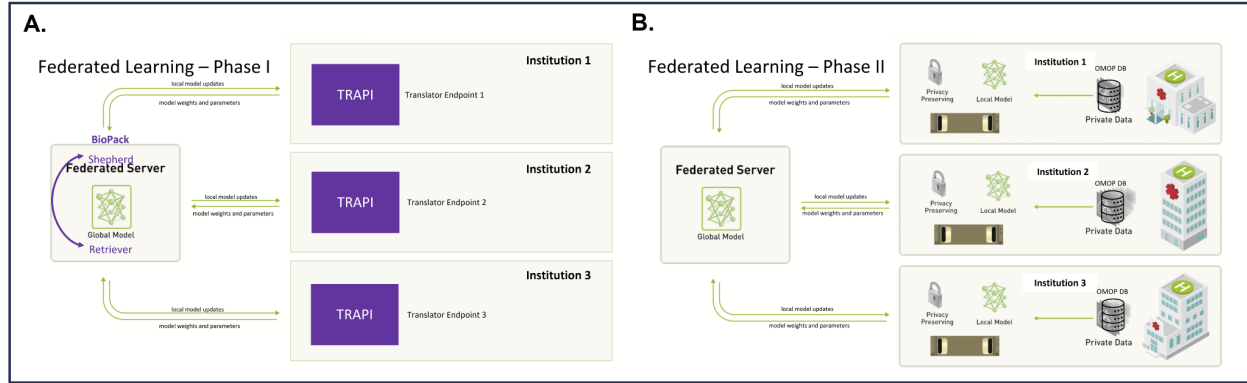 A.
Federated Learning – Phase I
local model updates
model weights and parameters
BioPack
Shepherd
Federated Server
Global Model
Retriever
local model updates
model weights and parameters
local model updates
model weights and parameters
Institution 1
TRAPI
Translator Endpoint 1
Institution 2
TRAPI
Translator Endpoint 2
Institution 3
TRAPI
Translator Endpoint 3
B.
Federated Learning – Phase II
local model updates
model weights and parameters
Federated Server
Global Model
local model updates
model weights and parameters
local model updates
model weights and parameters
Institution 1
OMOP DB
Privacy
Preserving
Local Model
Private Data
H
Institution 2
OMOP DB
Privacy
Preserving
Local Model
Private Data
H
Institution 3
OMOP DB
Privacy
Preserving
Local Model
Private Data
H